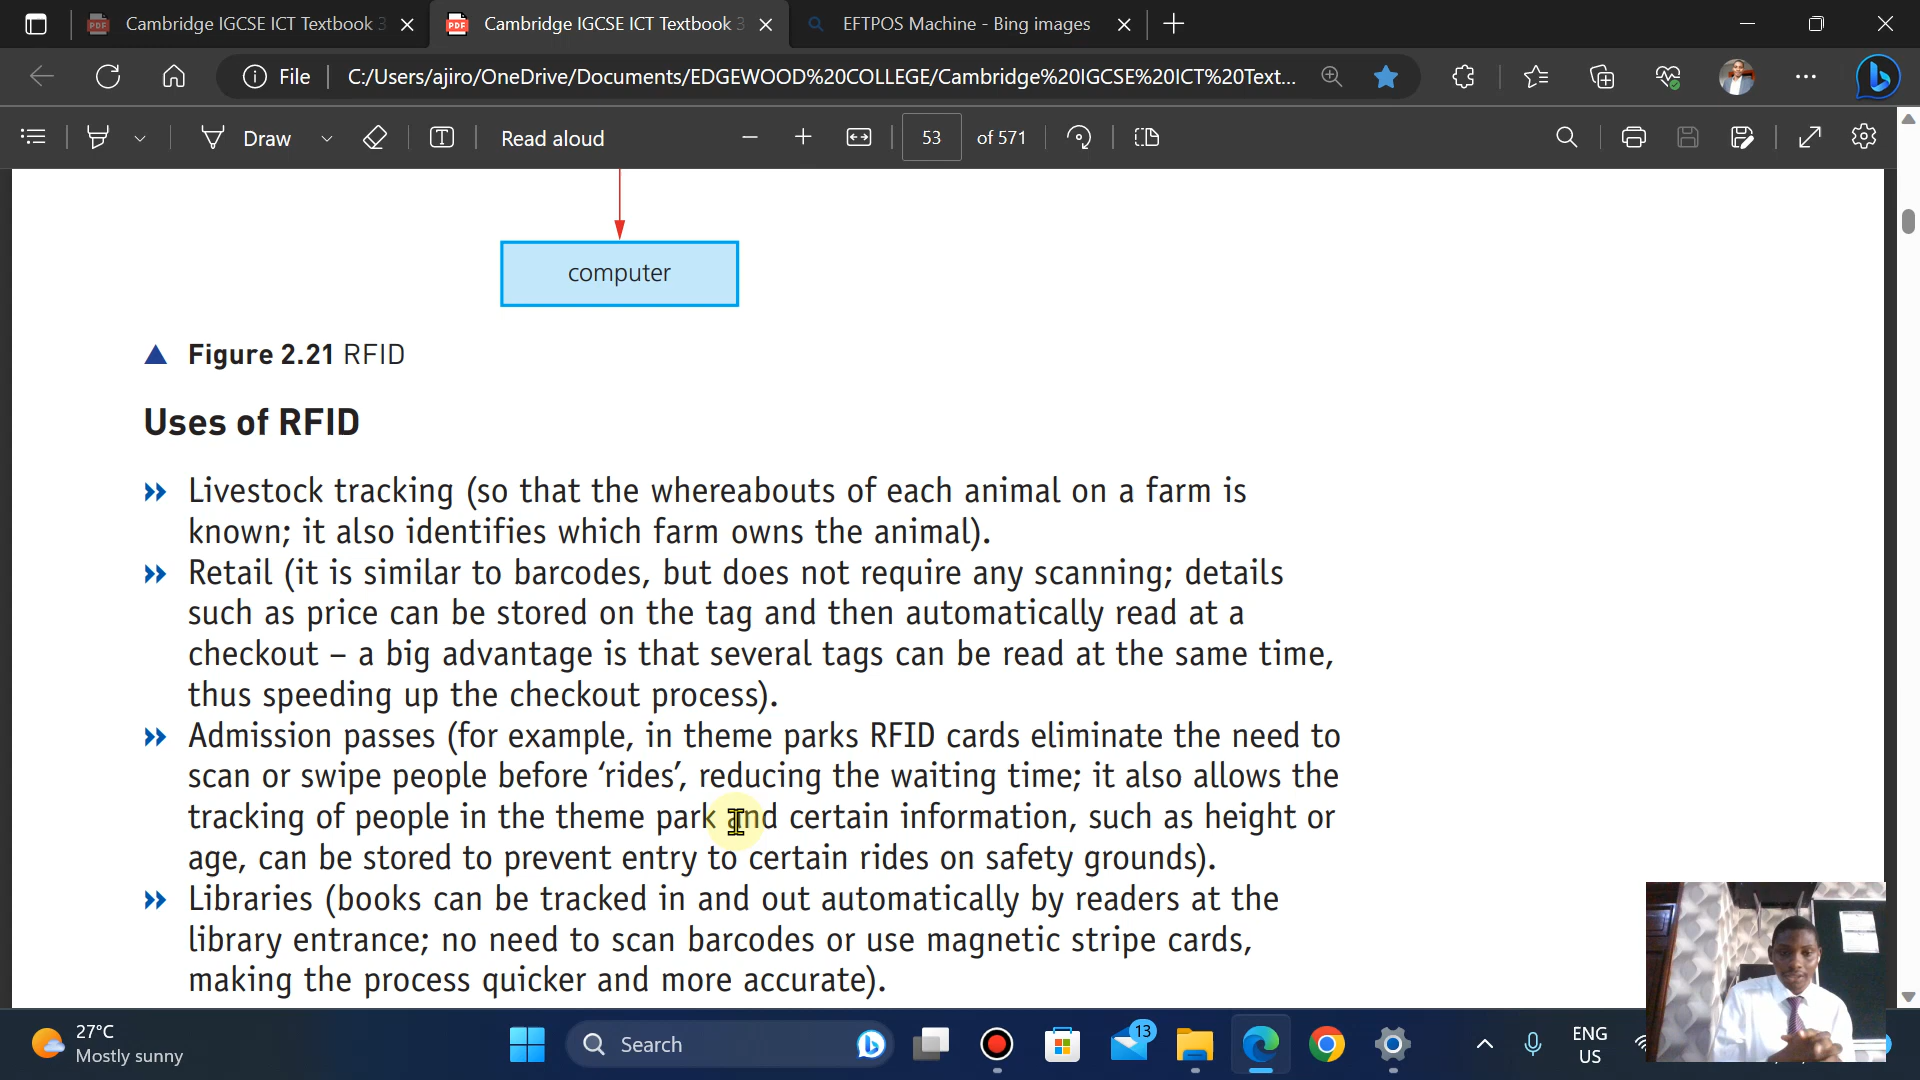 Cambridge IGCSE ICT Textbook 3
Cambridge IGCSE ICT Textbook 3
EFTPOS Machine - Bing images
File
C:/Users/ajiro/OneDrive/Documents/EDGEWOOD%20COLLEGE/Cambridge%20IGCSE%20ICT%20Text...
Draw
Read aloud
53
of 571
computer
▲ Figure 2.21 RFID
Uses of RFID
›› Livestock tracking (so that the whereabouts of each animal on a farm is
known; it also identifies which farm owns the animal).
›› Retail (it is similar to barcodes, but does not require any scanning; details
such as price can be stored on the tag and then automatically read at a
checkout – a big advantage is that several tags can be read at the same time,
thus speeding up the checkout process).
›› Admission passes (for example, in theme parks RFID cards eliminate the need to
scan or swipe people before ‘rides’, reducing the waiting time; it also allows the
tracking of people in the theme park and certain information, such as height or
age, can be stored to prevent entry to certain rides on safety grounds).
›› Libraries (books can be tracked in and out automatically by readers at the
library entrance; no need to scan barcodes or use magnetic stripe cards,
making the process quicker and more accurate).
27°C
Mostly sunny
Search
13
ENG
US